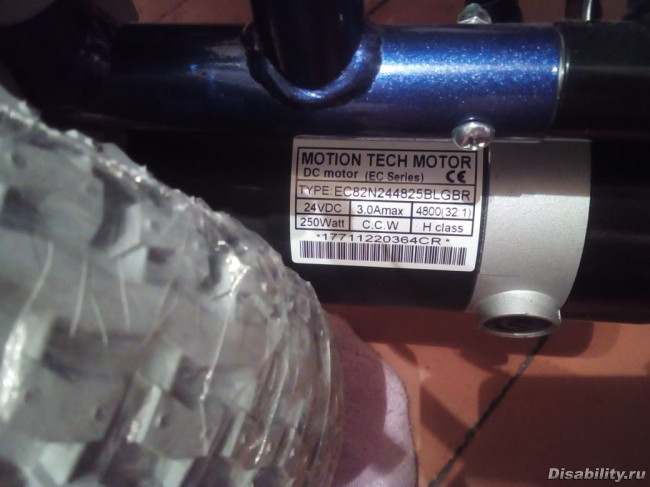 MOTION TECH MOTOR
DC motor (EC Series) CE
TYPE: EC82N244825BLGBR
24VDC 3.0Amax 4800(32:1)
250Watt C.C.W H class
*17711220364CR*
Disability.ru